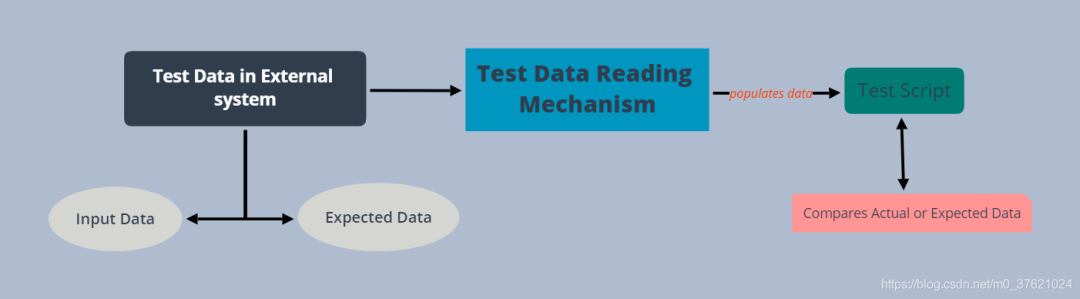 Test Data in External
system
Test Data Reading
Mechanism
populates data
Test Script
Input Data
Expected Data
Compares Actual or Expected Data
https://blog.csdn.net/m0_37621024